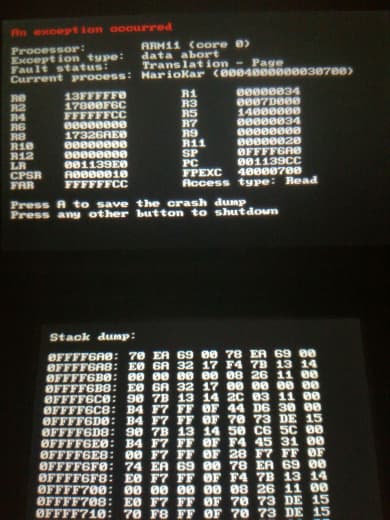 An exception occurred
Processor: ARM11 (core 0)
Exception type: data abort
Fault status: Translation - Page
Current process: MarioKar (0004000000030700)
R0 13FFFFF0 R1 00000034
R2 17800F6C R3 0007D000
R4 FFFFFFCC R5 14000000
R6 00000000 R7 00000034
R8 17326AE0 R9 00000000
R10 00000000 R11 00000020
R12 00000000 SP 0FFFF6A0
LR 001139E0 PC 001139CC
CPSR A0000010 FPEXC 40000700
FAR FFFFFFCC Access type: Read
Press A to save the crash dump
Press any other button to shutdown
Stack dump:
0FFFF6A0: 70 EA 69 00 78 EA 69 00
0FFFF6A8: E0 6A 32 17 F4 7B 13 14
0FFFF6B0: 00 00 00 00 08 26 11 00
0FFFF6B8: E0 6A 32 17 00 00 00 00
0FFFF6C0: 90 7B 13 14 2C 03 11 00
0FFFF6C8: B4 F7 FF 0F 44 D6 30 00
0FFFF6D0: B4 F7 FF 0F 70 73 DE 15
0FFFF6D8: 90 7B 13 14 50 C6 5C 00
0FFFF6E0: B4 F7 FF 0F F4 45 31 00
0FFFF6E8: 00 F7 FF 0F 28 F7 FF 0F
0FFFF6F0: 74 EA 69 00 78 EA 69 00
0FFFF6F8: E0 F7 FF 0F F4 7B 13 14
0FFFF700: 00 00 00 00 08 26 11 00
0FFFF708: E0 F7 FF 0F 70 73 DE 15
0FFFF710: 70 F8 FF 0F 70 73 DE 15